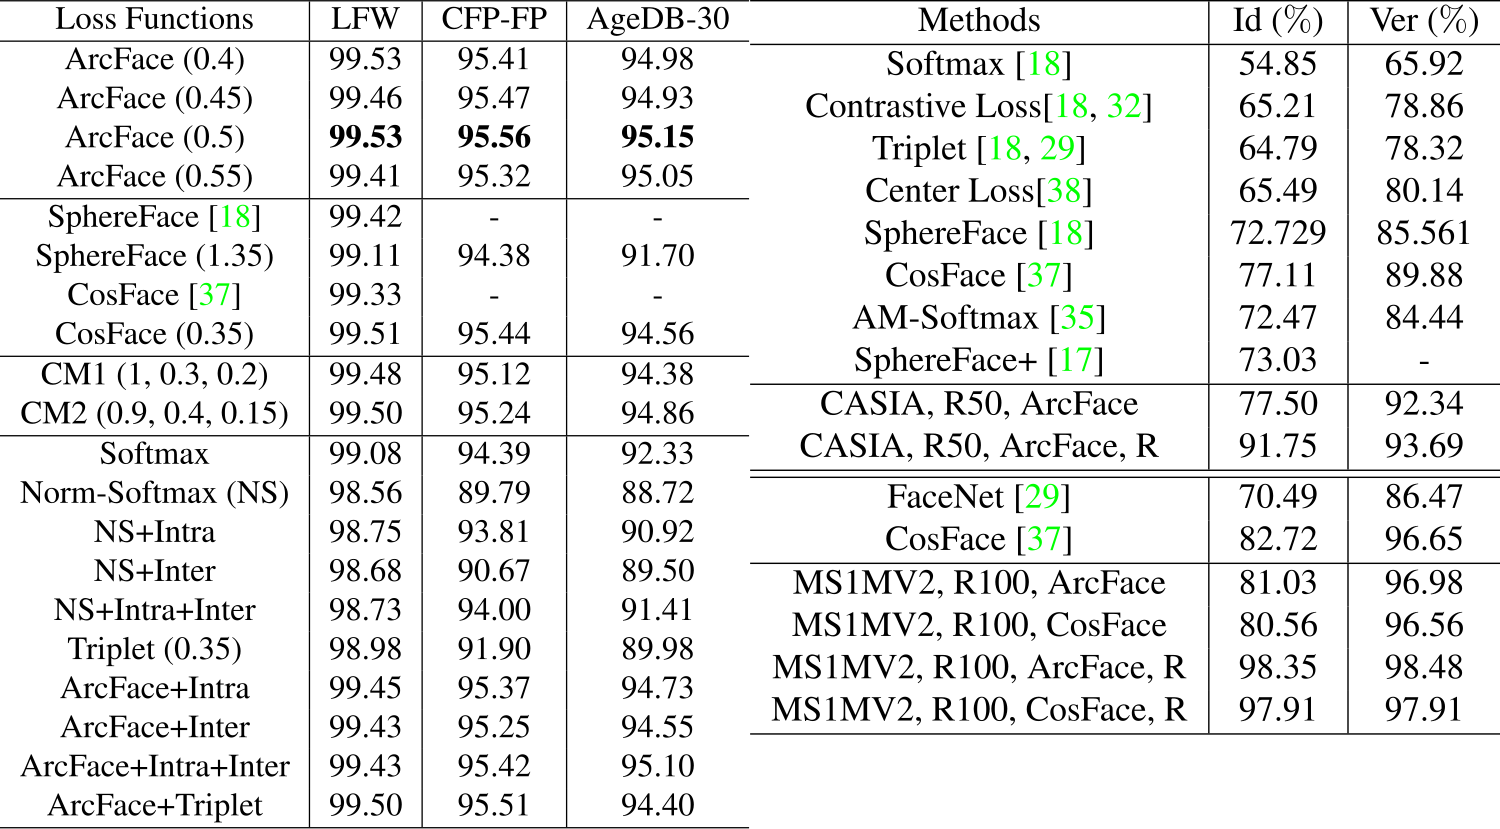 Loss Functions LFW CFP-FP AgeDB-30
ArcFace (0.4) 99.53 95.41 94.98
ArcFace (0.45) 99.46 95.47 94.93
ArcFace (0.5) 99.53 95.56 95.15
ArcFace (0.55) 99.41 95.32 95.05
SphereFace [18] 99.42 - -
SphereFace (1.35) 99.11 94.38 91.70
CosFace [37] 99.33 - -
CosFace (0.35) 99.51 95.44 94.56
CM1 (1, 0.3, 0.2) 99.48 95.12 94.38
CM2 (0.9, 0.4, 0.15) 99.50 95.24 94.86
Softmax 99.08 94.39 92.33
Norm-Softmax (NS) 98.56 89.79 88.72
NS+Intra 98.75 93.81 90.92
NS+Inter 98.68 90.67 89.50
NS+Intra+Inter 98.73 94.00 91.41
Triplet (0.35) 98.98 91.90 89.98
ArcFace+Intra 99.45 95.37 94.73
ArcFace+Inter 99.43 95.25 94.55
ArcFace+Intra+Inter 99.43 95.42 95.10
ArcFace+Triplet 99.50 95.51 94.40
Methods Id (%) Ver (%)
Softmax [18] 54.85 65.92
Contrastive Loss[18, 32] 65.21 78.86
Triplet [18, 29] 64.79 78.32
Center Loss[38] 65.49 80.14
SphereFace [18] 72.729 85.561
CosFace [37] 77.11 89.88
AM-Softmax [35] 72.47 84.44
SphereFace+ [17] 73.03 -
CASIA, R50, ArcFace 77.50 92.34
CASIA, R50, ArcFace, R 91.75 93.69
FaceNet [29] 70.49 86.47
CosFace [37] 82.72 96.65
MS1MV2, R100, ArcFace 81.03 96.98
MS1MV2, R100, CosFace 80.56 96.56
MS1MV2, R100, ArcFace, R 98.35 98.48
MS1MV2, R100, CosFace, R 97.91 97.91